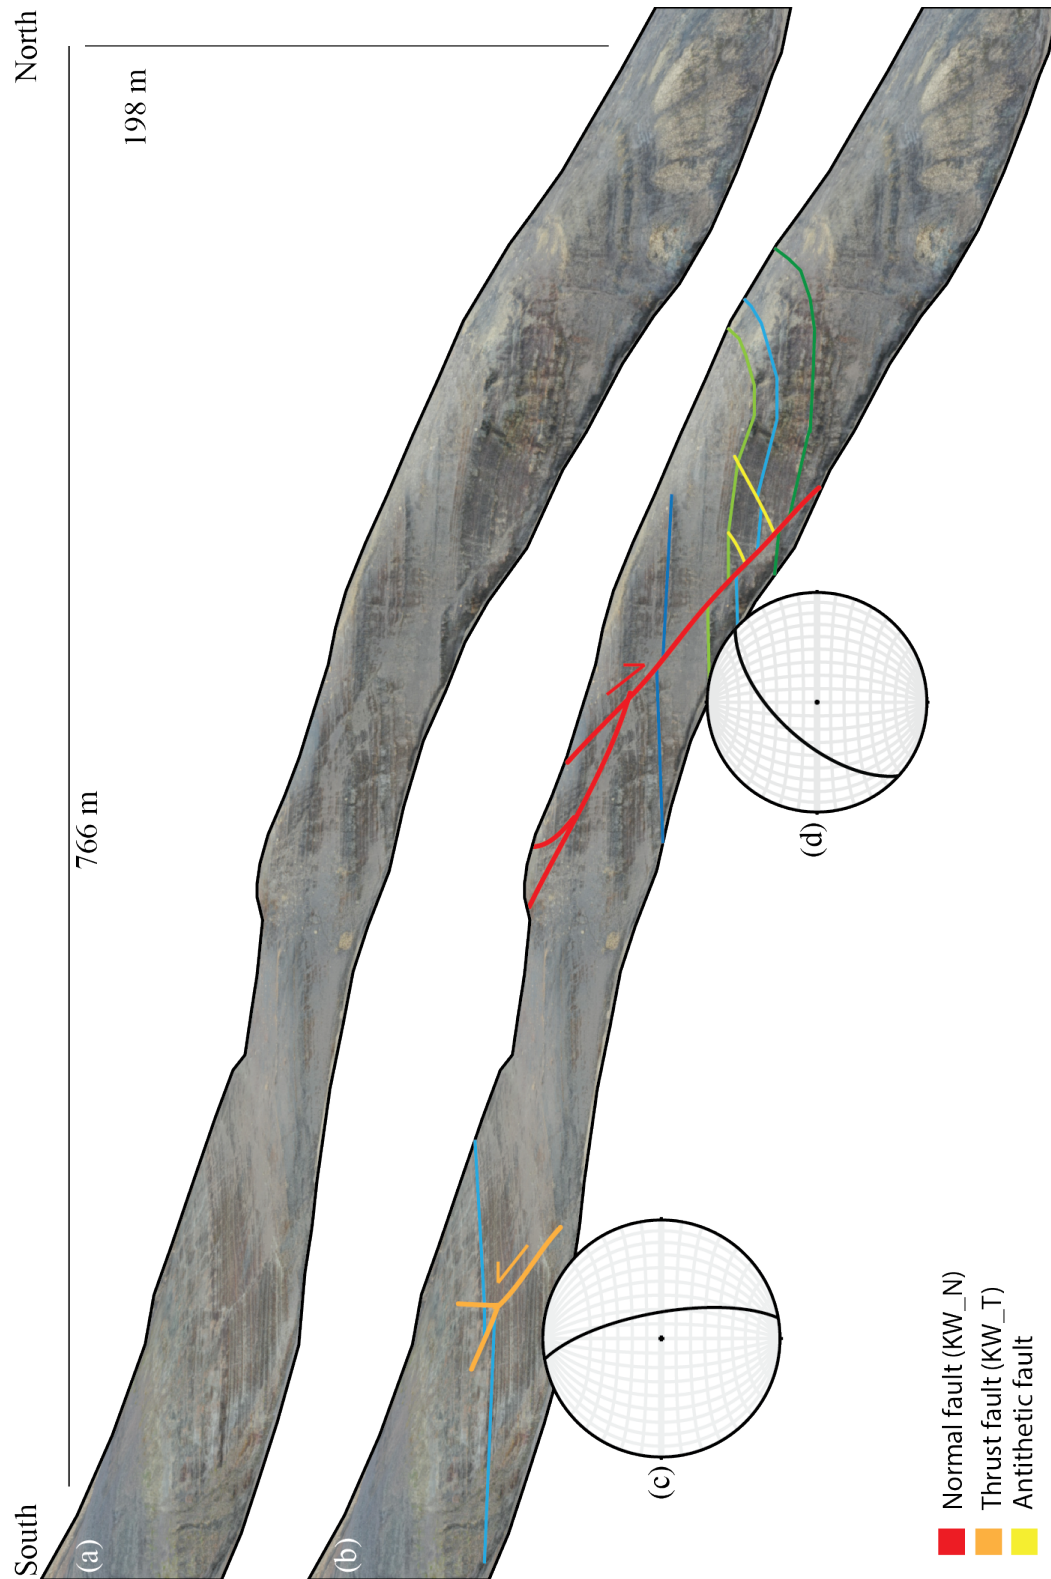 South
North
766 m
198 m
(a)
(b)
(c)
(d)
Normal fault (KW_N)
Thrust fault (KW_T)
Antithetic fault